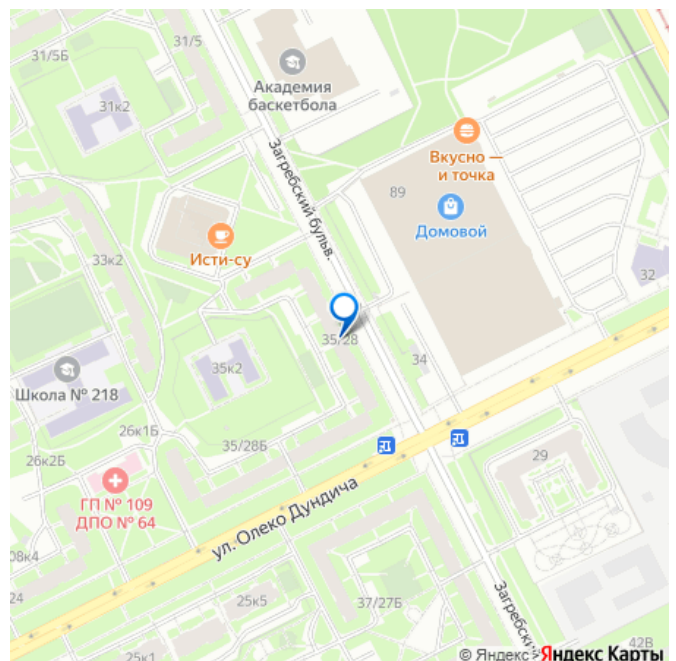 31/5
31/5Б
Академия
баскетбола
31к2
Загребский бульв.
Вкусно —
и точка
89
Домовой
Исти-су
33к2
32
35/28
34
35к2
Школа № 218
26к1Б
35/28Б
26к2Б
29
ГП № 109
ДПО № 64
ул. Олеко Дундича
08к4
24
25к5
37/27Б
Загребский
25к1
42В
© Яндекс
Яндекс Карты